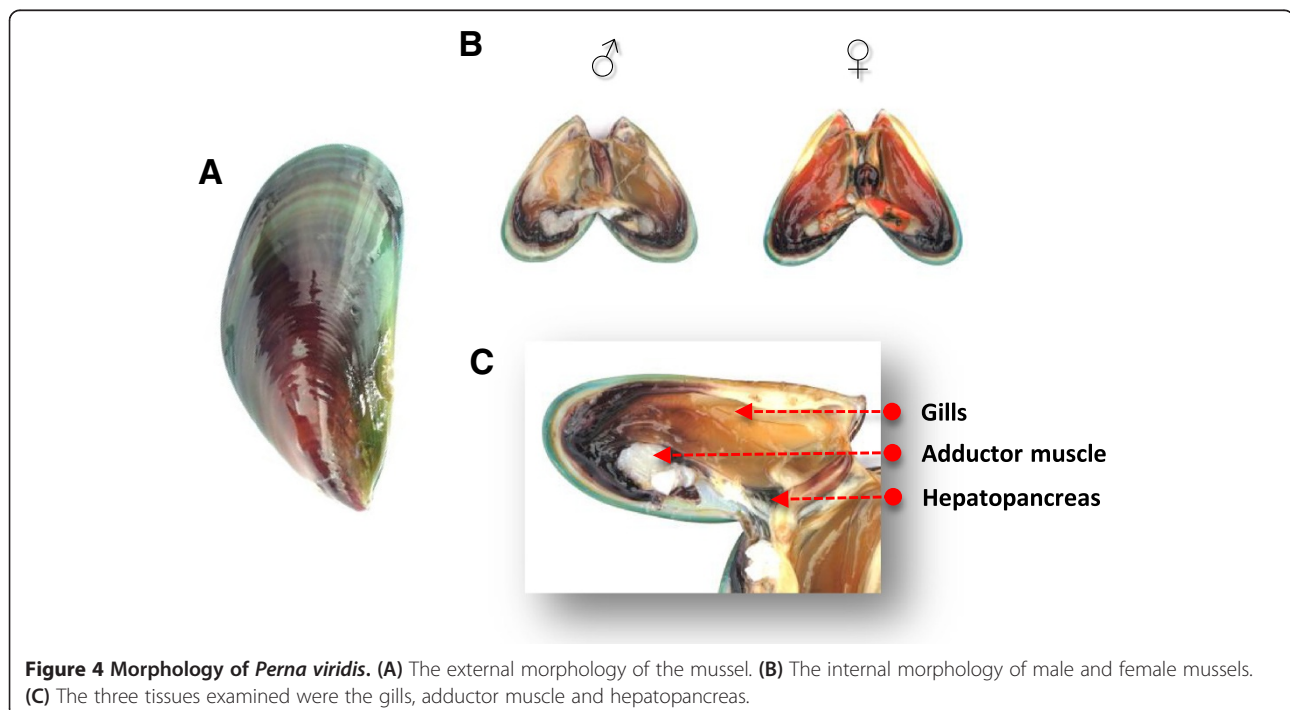 B
♂ ♀
A
C
Gills
Adductor muscle
Hepatopancreas
Figure 4 Morphology of Perna viridis. (A) The external morphology of the mussel. (B) The internal morphology of male and female mussels.
(C) The three tissues examined were the gills, adductor muscle and hepatopancreas.